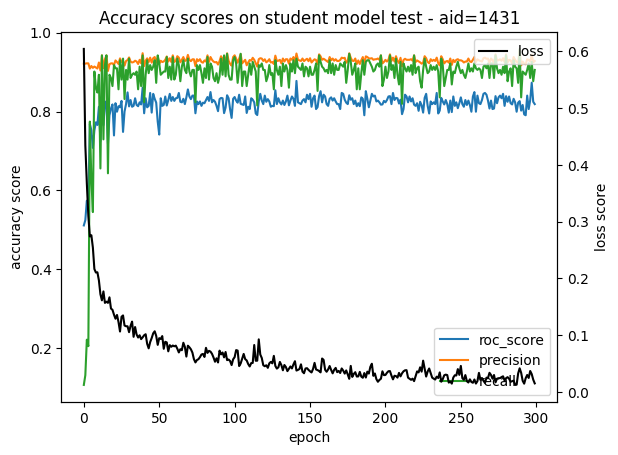 Accuracy scores on student model test - aid=1431
1.0
0.8
0.6
0.4
0.2
accuracy score
0
50
100
150
200
250
300
epoch
0.6
0.5
0.4
0.3
0.2
0.1
0.0
loss score
loss
roc_score
precision
recall